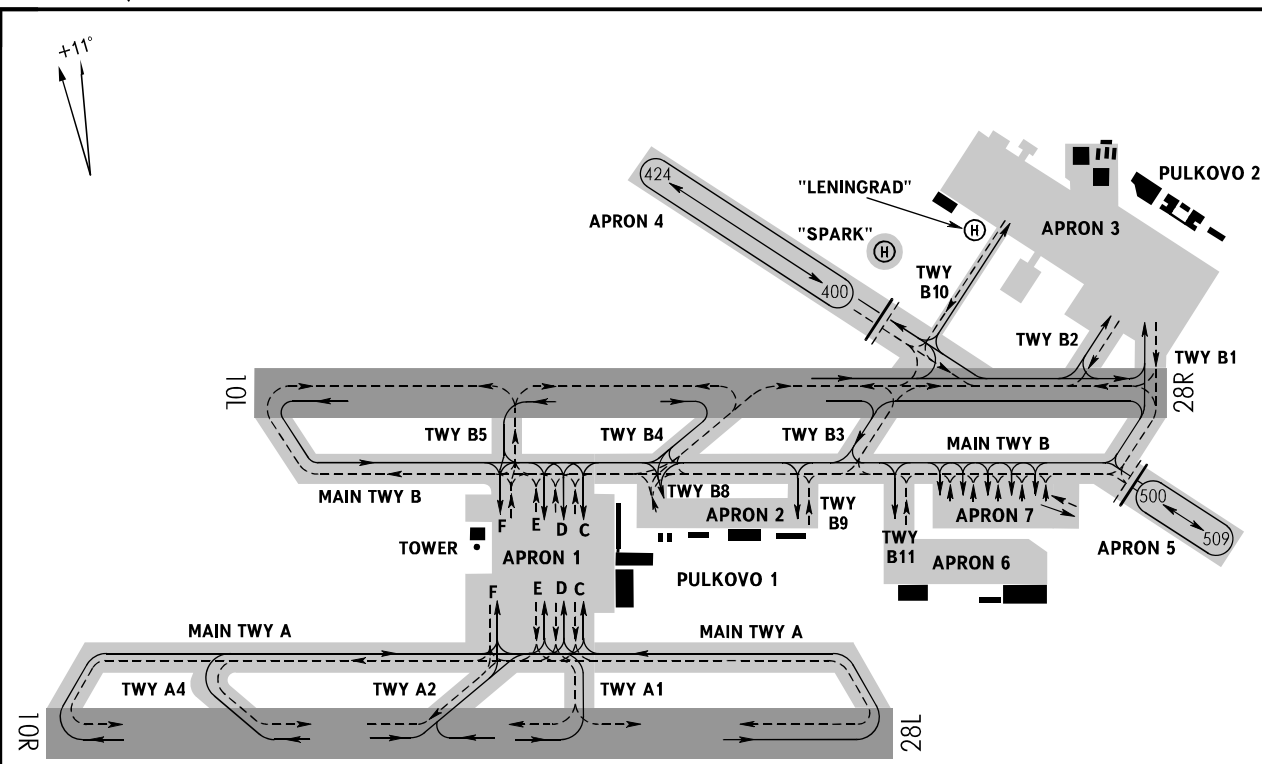 +11°
424
"LENINGRAD"
PULKOVO 2
APRON 4
APRON 3
"SPARK"
H
H
400
TWY
B10
TWY B2
TWY B1
10L
28R
TWY B5
TWY B4
TWY B3
MAIN TWY B
MAIN TWY B
TWY B8
500
F
E
D
C
APRON 2
TWY
B9
APRON 7
509
TOWER
APRON 1
TWY
B11
APRON 6
APRON 5
PULKOVO 1
F
E
D
C
MAIN TWY A
MAIN TWY A
TWY A4
TWY A2
TWY A1
10R
28L